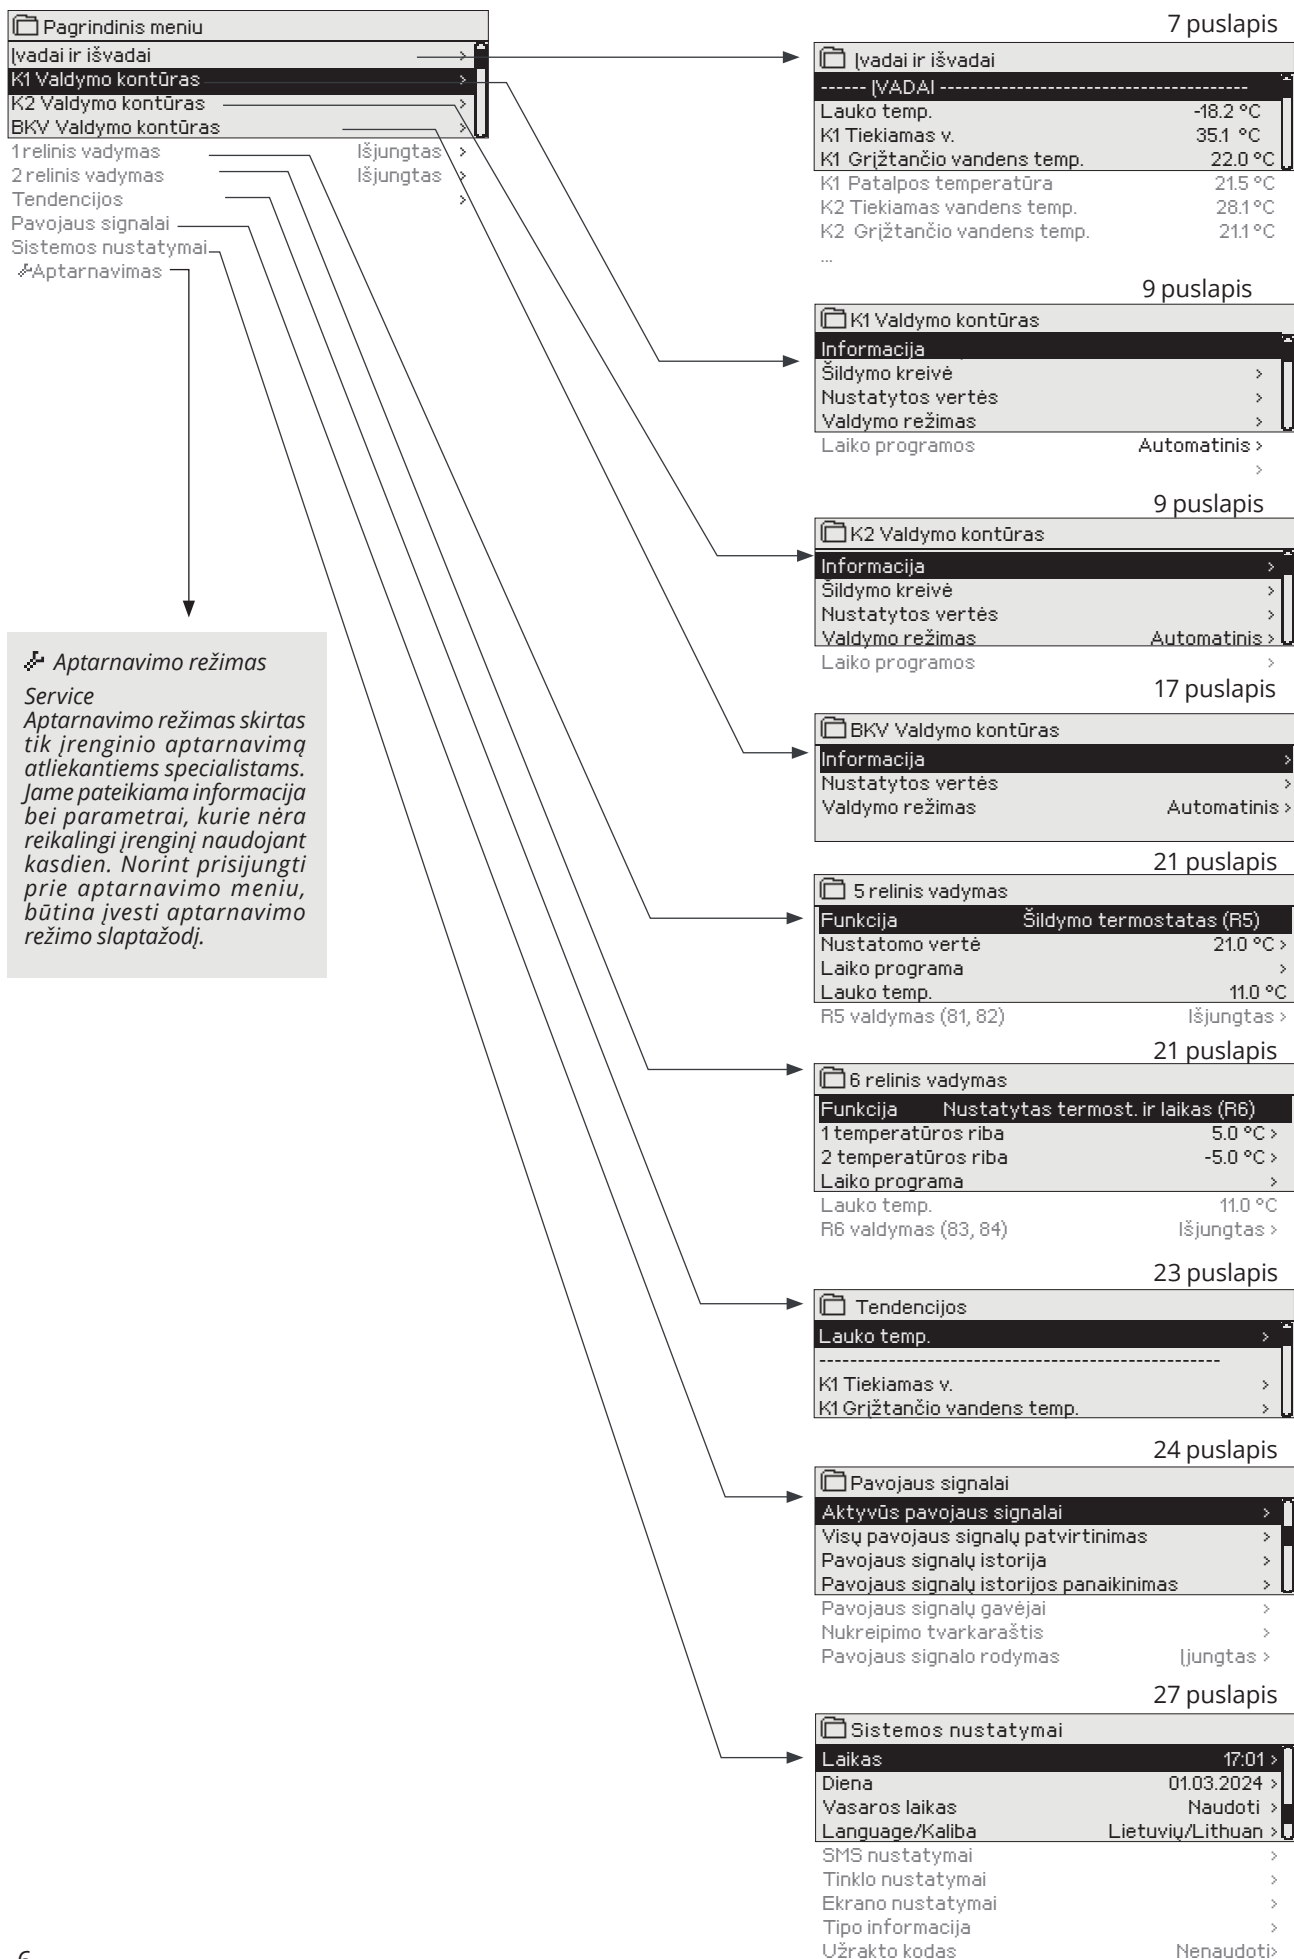 Pagrindinis meniu
Įvadai ir išvadai >
K1 Valdymo kontūras >
K2 Valdymo kontūras >
BKV Valdymo kontūras >
1 relinis vadymas Išjungtas >
2 relinis vadymas Išjungtas >
Tendencijos >
Pavojaus signalai
Sistemos nustatymai
Aptarnavimas
Aptarnavimo režimas
Service
Aptarnavimo režimas skirtas
tik įrenginio aptarnavimą
atliekantiems specialistams.
Jame pateikiama informacija
bei parametrai, kurie nėra
reikalingi įrenginį naudojant
kasdien. Norint prisijungti
prie aptarnavimo meniu,
būtina įvesti aptarnavimo
režimo slaptažodį.
7 puslapis
Įvadai ir išvadai
------ ĮVADAI ----------------------------------------
Lauko temp. -18.2 °C
K1 Tiekiamas v. 35.1 °C
K1 Grįžtančio vandens temp. 22.0 °C
K1 Patalpos temperatūra 21.5 °C
K2 Tiekiamas vandens temp. 28.1 °C
K2 Grįžtančio vandens temp. 21.1 °C
...
9 puslapis
K1 Valdymo kontūras
Informacija
Šildymo kreivė >
Nustatytos vertės >
Valdymo režimas >
Laiko programos Automatinis >
>
9 puslapis
K2 Valdymo kontūras
Informacija >
Šildymo kreivė >
Nustatytos vertės >
Valdymo režimas Automatinis >
Laiko programos >
17 puslapis
BKV Valdymo kontūras
Informacija >
Nustatytos vertės >
Valdymo režimas Automatinis >
21 puslapis
5 relinis vadymas
Funkcija Šildymo termostatas (R5)
Nustatomo vertė 21.0 °C >
Laiko programa >
Lauko temp. 11.0 °C
R5 valdymas (81, 82) Išjungtas >
21 puslapis
6 relinis vadymas
Funkcija Nustatytas termost. ir laikas (R6)
1 temperatūros riba 5.0 °C >
2 temperatūros riba -5.0 °C >
Laiko programa >
Lauko temp. 11.0 °C
R6 valdymas (83, 84) Išjungtas >
23 puslapis
Tendencijos
Lauko temp. >
----------------------------------------------------
K1 Tiekiamas v. >
K1 Grįžtančio vandens temp. >
24 puslapis
Pavojaus signalai
Aktyvūs pavojaus signalai >
Visų pavojaus signalų patvirtinimas >
Pavojaus signalų istorija >
Pavojaus signalų istorijos panaikinimas >
Pavojaus signalų gavėjai >
Nukreipimo tvarkaraštis >
Pavojaus signalo rodymas Įjungtas >
27 puslapis
Sistemos nustatymai
Laikas 17:01 >
Diena 01.03.2024 >
Vasaros laikas Naudoti >
Language/Kaliba Lietuvių/Lithuan >
SMS nustatymai >
Tinklo nustatymai >
Ekrano nustatymai >
Tipo informacija >
Užrakto kodas Nenaudoti>
6